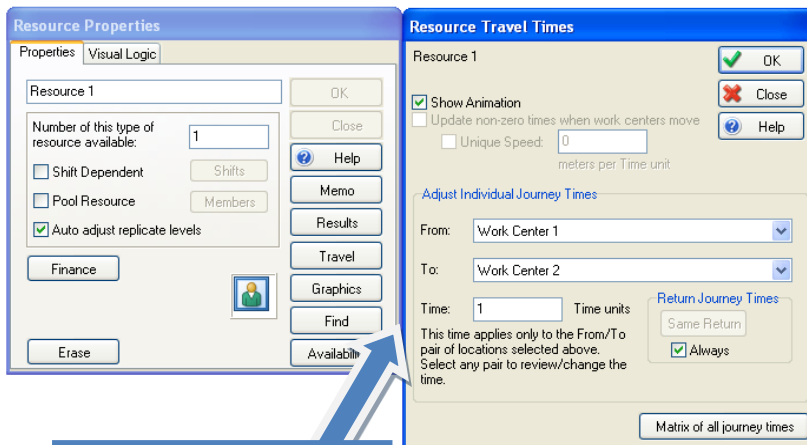 Resource Properties
Properties
Visual Logic
Resource 1
Number of this type of
resource available:
1
Shift Dependent
Shifts
Pool Resource
Members
Auto adjust replicate levels
Finance
Erase
OK
Close
Help
Memo
Results
Travel
Graphics
Find
Resource Travel Times
Resource 1
OK
Close
Help
Show Animation
Update non-zero times when work centers move
Unique Speed:
0
meters per Time unit
Adjust Individual Journey Times
From:
Work Center 1
To:
Work Center 2
Time:
1
Time units
This time applies only to the From/To
pair of locations selected above.
Select any pair to review/change the
time.
Return Journey Times
Same Return
Always
Matrix of all journey times